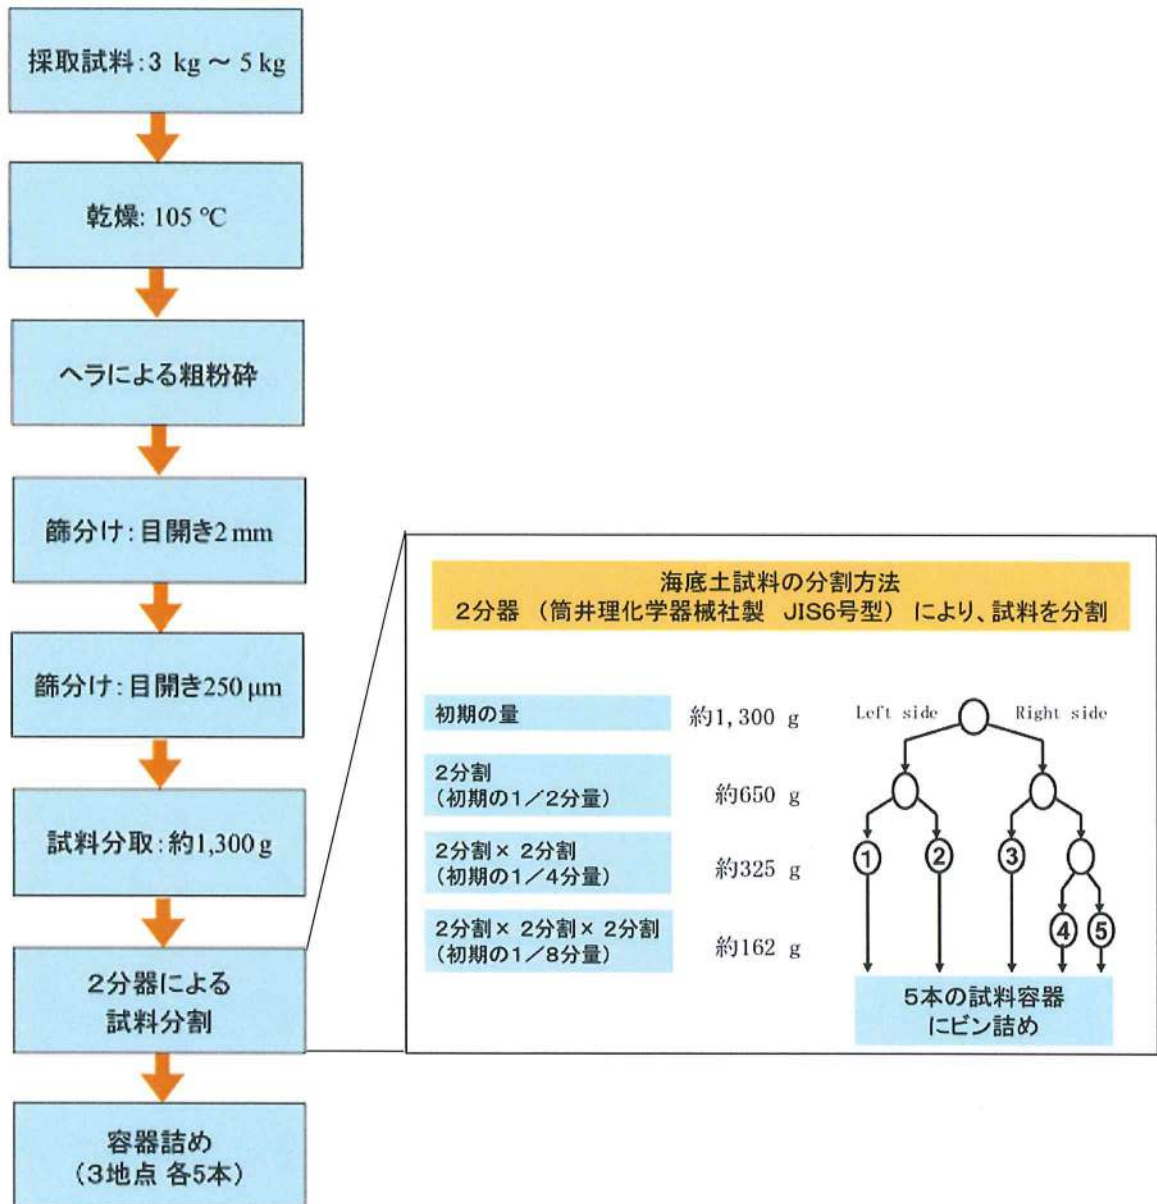 採取試料:3 kg ～ 5 kg
乾燥: 105 ℃
ヘラによる粗粉砕
篩分け:目開き2 mm
篩分け:目開き250 μm
試料分取:約1,300 g
2分器による
試料分割
容器詰め
(3地点 各5本)
海底土試料の分割方法
2分器 (筒井理化学器械社製 JIS6号型) により、試料を分割
初期の量
約1,300 g
2分割
(初期の1/2分量)
約650 g
2分割× 2分割
(初期の1/4分量)
約325 g
2分割× 2分割× 2分割
(初期の1/8分量)
約162 g
Left side
Right side
1
2
3
4
5
5本の試料容器
にビン詰め